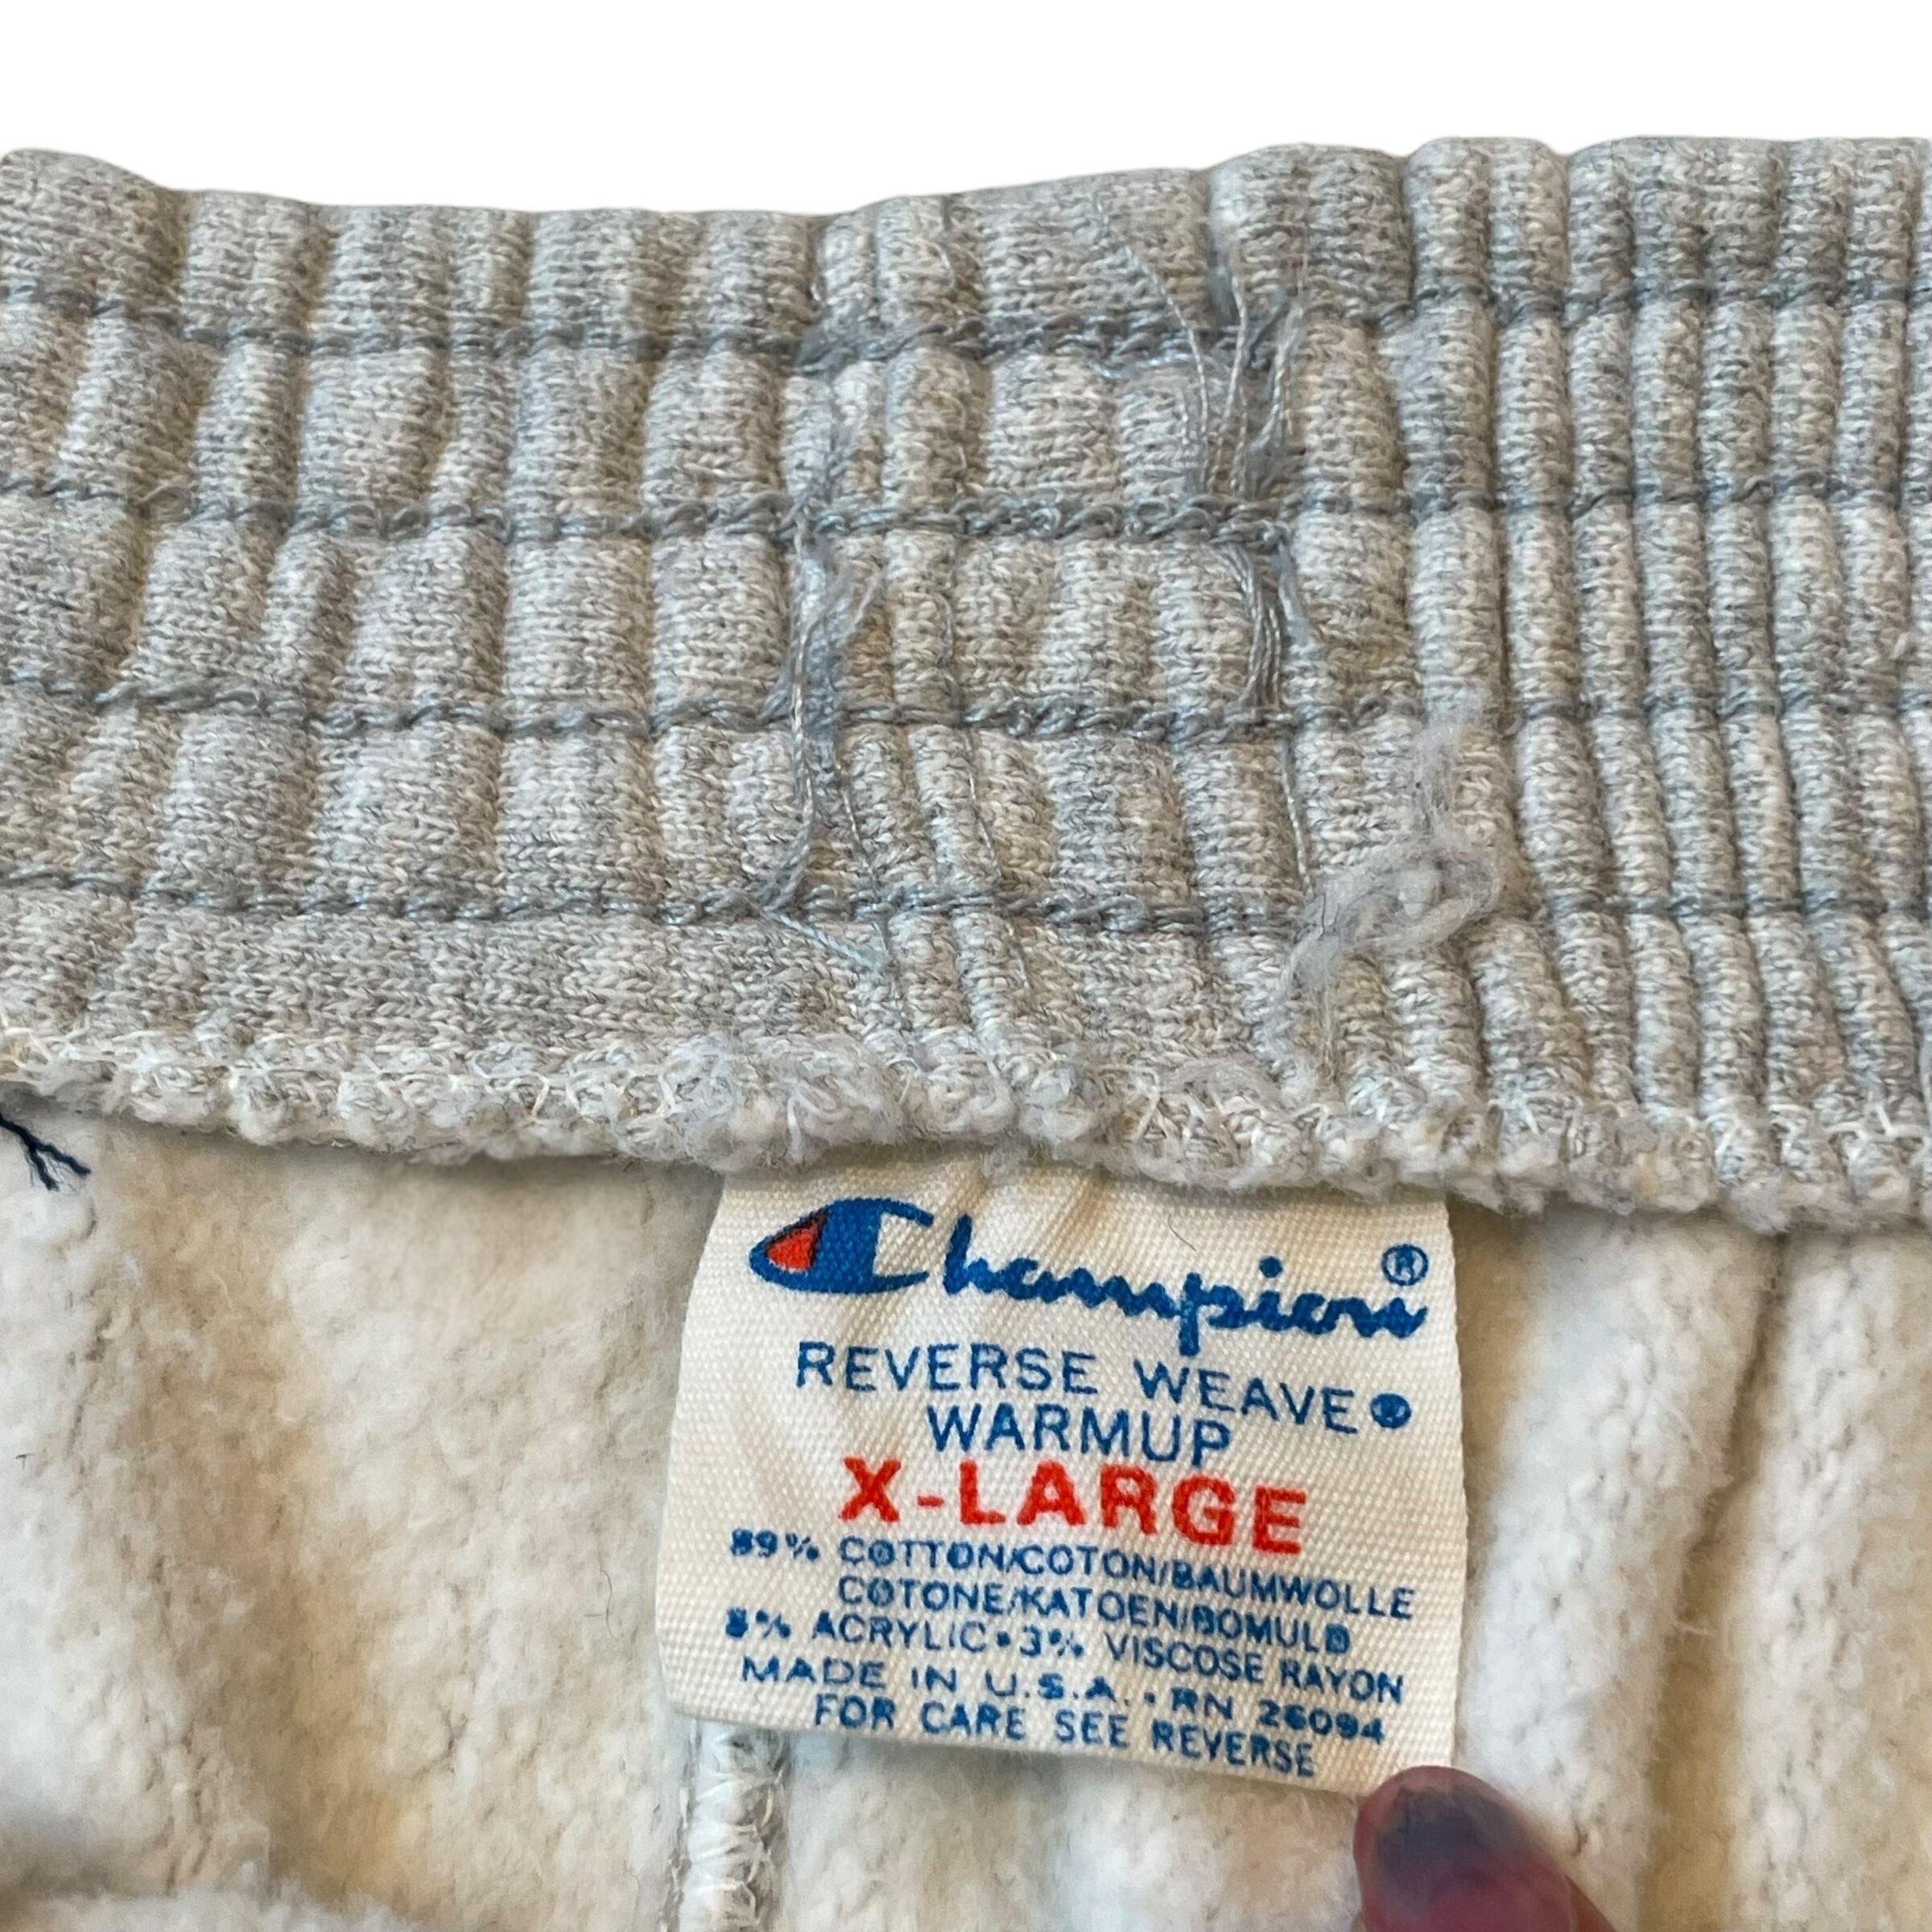 Champion®
REVERSE WEAVE®
WARMUP
X-LARGE
89% COTTON/COTON/BAUMWOLLE
COTONE/KATOEN/BOMULD
8% ACRYLIC•3% VISCOSE RAYON
MADE IN U.S.A. • RN 26094
FOR CARE SEE REVERSE